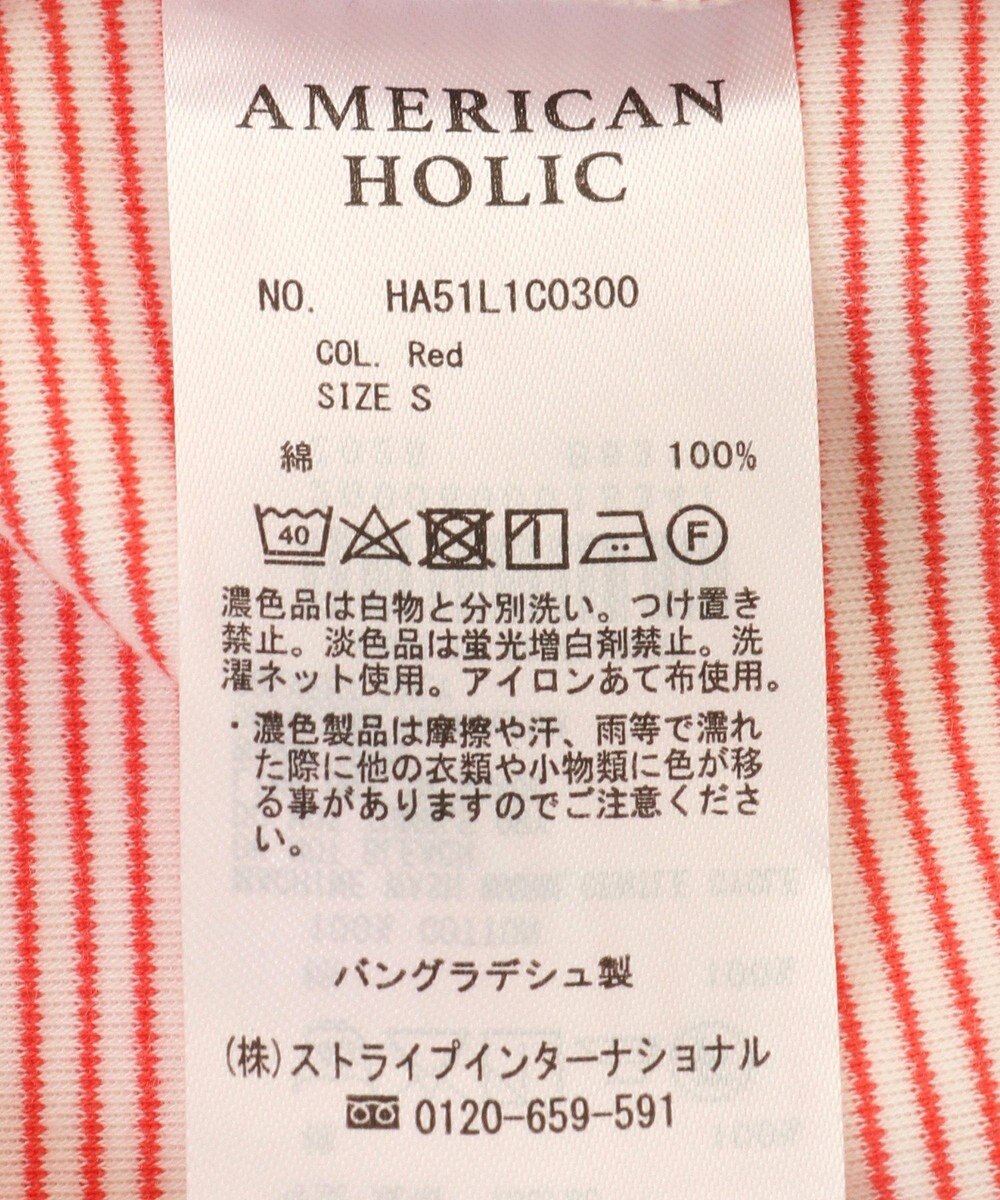 AMERICAN
HOLIC
NO. HA51L1C0300
COL. Red
SIZE S
綿 100%
40 F
濃色品は白物と分別洗い。つけ置き
禁止。淡色品は蛍光増白剤禁止。洗
濯ネット使用。アイロンあて布使用。
・濃色製品は摩擦や汗、雨等で濡れ
た際に他の衣類や小物類に色が移
る事がありますのでご注意くださ
い。
バングラデシュ製
(株)ストライプインターナショナル
0120-659-591